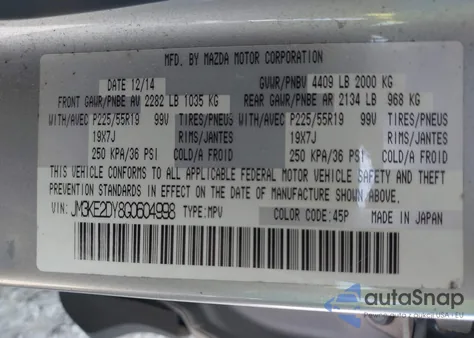 MFD. BY MAZDA MOTOR CORPORATION
DATE 12/14 GVWR/PNBV 4409 LB 2000 KG
FRONT GAWR/PNBE AV 2282 LB 1035 KG REAR GAWR/PNBE AR 2134 LB 968 KG
WITH/AVEC P225/55R19 99V TIRES/PNEUS WITH/AVEC P225/55R19 99V TIRES/PNEUS
19X7J RIMS/JANTES 19X7J RIMS/JANTES
250 KPA/36 PSI COLD/A FROID 250 KPA/36 PSI COLD/A FROID
THIS VEHICLE CONFORMS TO ALL APPLICABLE FEDERAL MOTOR VEHICLE SAFETY AND THEFT
PREVENTION STANDARDS IN EFFECT ON THE DATE OF MANUFACTURE SHOWN ABOVE.
VIN: JM3KE2DY8G0604998 TYPE: MPV COLOR CODE: 45P MADE IN JAPAN
autoSnap